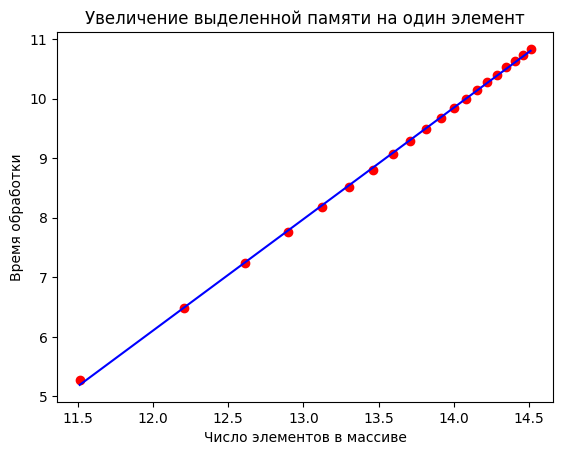 Увеличение выделенной памяти на один элемент
11
10
9
8
7
6
5
Время обработки
11.5 12.0 12.5 13.0 13.5 14.0 14.5
Число элементов в массиве